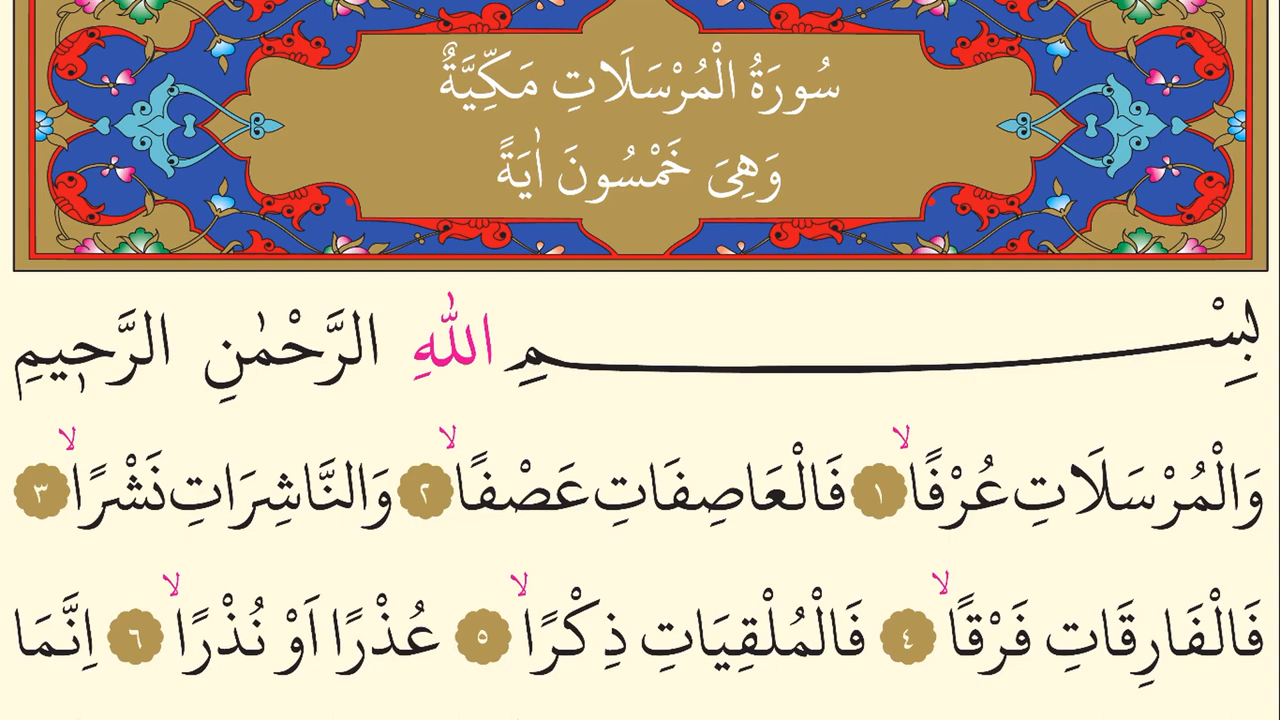 سُورَةُ الْمُرْسَلَاتِ مَكِّيَّةٌ
وَهِىَ خَمْسُونَ اٰيَةً
بِسْمِ اللّٰهِ الرَّحْمٰنِ الرَّحٖيمِ
وَالْمُرْسَلَاتِ عُرْفًاۙ ١ فَالْعَاصِفَاتِ عَصْفًاۙ ٢ وَالنَّاشِرَاتِ نَشْرًاۙ ٣
فَالْفَارِقَاتِ فَرْقًاۙ ٤ فَالْمُلْقِيَاتِ ذِكْرًاۙ ٥ عُذْرًا اَوْ نُذْرًاۙ ٦ اِنَّمَا